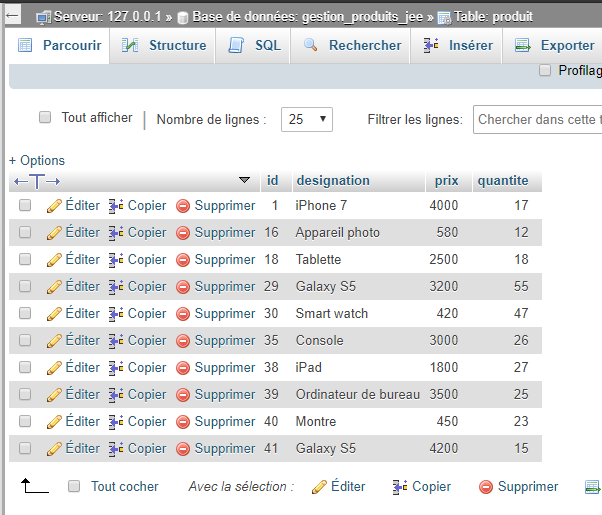 ← Serveur: 127.0.0.1 » Base de données: gestion_produits_jee » Table: produit
Parcourir Structure SQL Rechercher Insérer Exporter
Profilag
Tout afficher | Nombre de lignes : 25 Filtrer les lignes: Chercher dans cette t
+ Options
←T→ id designation prix quantite
Éditer Copier Supprimer 1 iPhone 7 4000 17
Éditer Copier Supprimer 16 Appareil photo 580 12
Éditer Copier Supprimer 18 Tablette 2500 18
Éditer Copier Supprimer 29 Galaxy S5 3200 55
Éditer Copier Supprimer 30 Smart watch 420 47
Éditer Copier Supprimer 35 Console 3000 26
Éditer Copier Supprimer 38 iPad 1800 27
Éditer Copier Supprimer 39 Ordinateur de bureau 3500 25
Éditer Copier Supprimer 40 Montre 450 23
Éditer Copier Supprimer 41 Galaxy S5 4200 15
Tout cocher Avec la sélection : Éditer Copier Supprimer